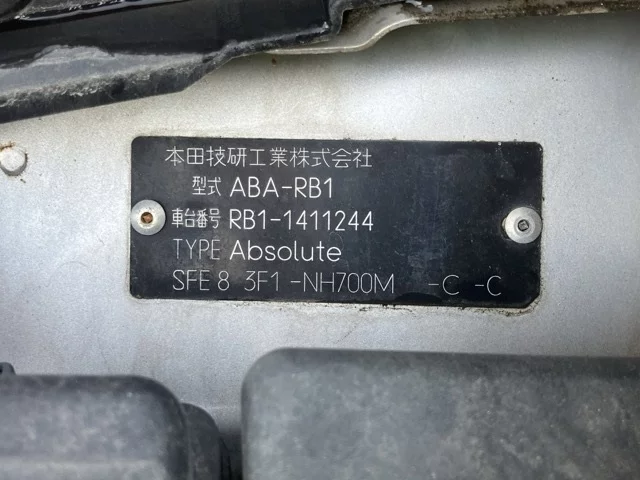 本田技研工業株式会社
型式 ABA-RB1
車台番号 RB1-1411244
TYPE Absolute
SFE 8 3F1 -NH700M -C -C